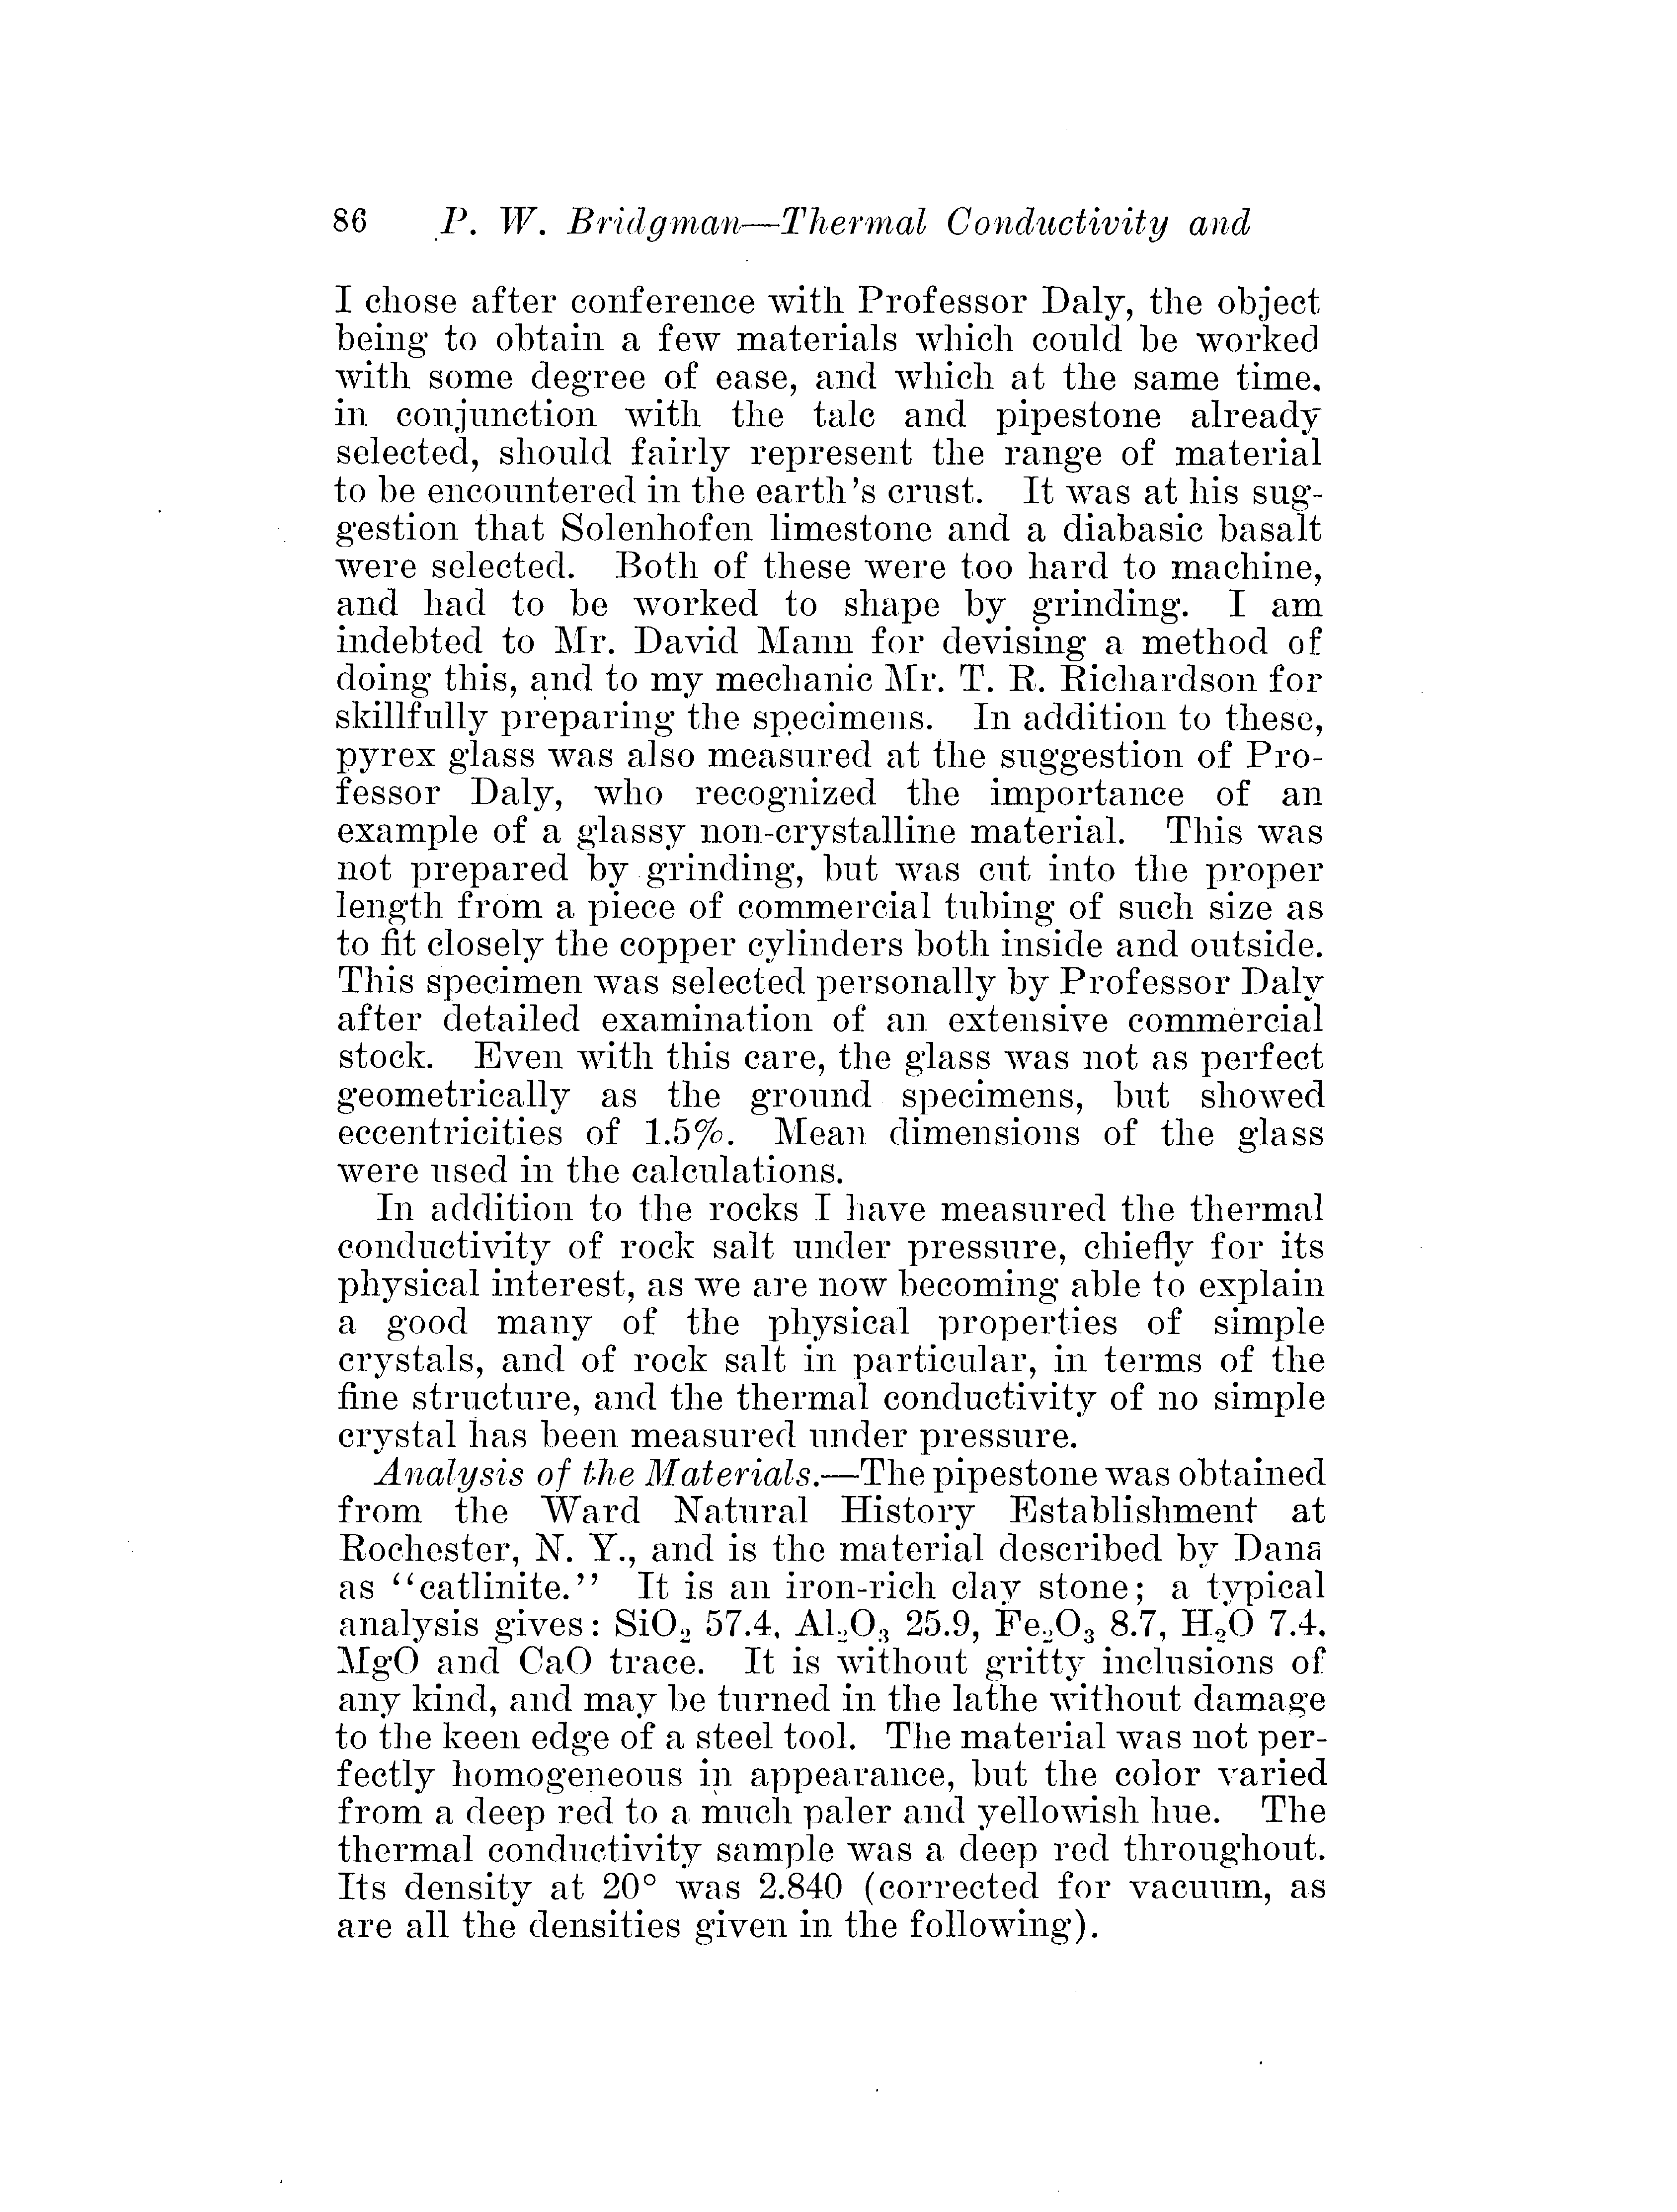 86 P. W. Bridgman—Thermal Conductivity and
I chose after conference with Professor Daly, the object
being to obtain a few materials which could be worked
with some degree of ease, and which at the same time,
in conjunction with the talc and pipestone already
selected, should fairly represent the range of material
to be encountered in the earth's crust. It was at his sug-
gestion that Solenhofen limestone and a diabasic basalt
were selected. Both of these were too hard to machine,
and had to be worked to shape by grinding. I am
indebted to Mr. David Mann for devising a method of
doing this, and to my mechanic Mr. T. R. Richardson for
skillfully preparing the specimens. In addition to these,
pyrex glass was also measured at the suggestion of Pro-
fessor Daly, who recognized the importance of an
example of a glassy non-crystalline material. This was
not prepared by grinding, but was cut into the proper
length from a piece of commercial tubing of such size as
to fit closely the copper cylinders both inside and outside.
This specimen was selected personally by Professor Daly
after detailed examination of an extensive commercial
stock. Even with this care, the glass was not as perfect
geometrically as the ground specimens, but showed
eccentricities of 1.5%. Mean dimensions of the glass
were used in the calculations.
In addition to the rocks I have measured the thermal
conductivity of rock salt under pressure, chiefly for its
physical interest, as we are now becoming able to explain
a good many of the physical properties of simple
crystals, and of rock salt in particular, in terms of the
fine structure, and the thermal conductivity of no simple
crystal has been measured under pressure.
Analysis of the Materials.—The pipestone was obtained
from the Ward Natural History Establishment at
Rochester, N. Y., and is the material described by Dana
as "catlinite." It is an iron-rich clay stone; a typical
analysis gives: SiO₂ 57.4, Al₂O₃ 25.9, Fe₂O₃ 8.7, H₂O 7.4,
MgO and CaO trace. It is without gritty inclusions of
any kind, and may be turned in the lathe without damage
to the keen edge of a steel tool. The material was not per-
fectly homogeneous in appearance, but the color varied
from a deep red to a much paler and yellowish hue. The
thermal conductivity sample was a deep red throughout.
Its density at 20° was 2.840 (corrected for vacuum, as
are all the densities given in the following).